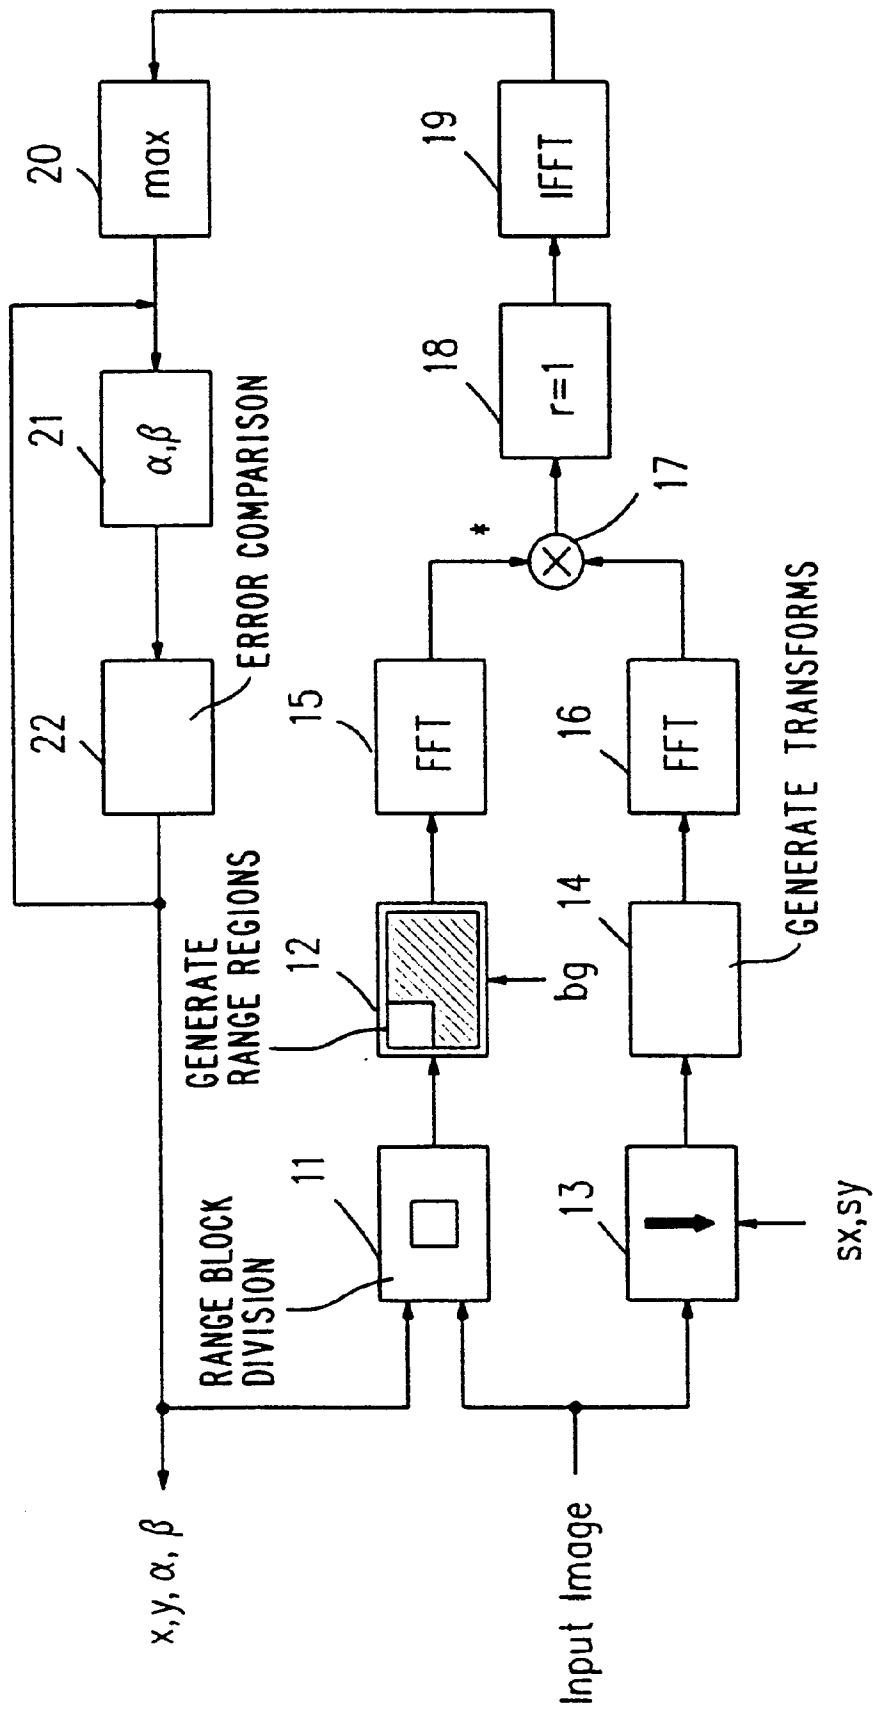 x,y, α, β
22
21
20
α,β
max
ERROR COMPARISON
RANGE BLOCK
DIVISION
GENERATE
RANGE REGIONS
11
12
15
FFT
*
bg
17
18
r=1
19
IFFT
Input Image
13
14
16
FFT
sx,sy
GENERATE TRANSFORMS